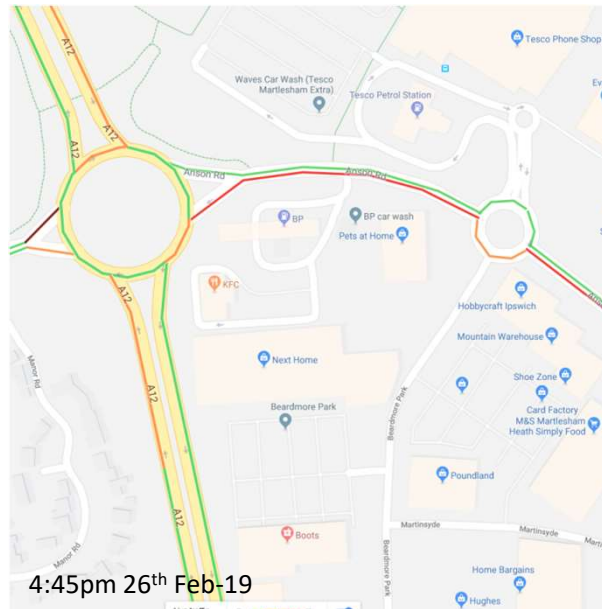 A12
Tesco Phone Shop
Waves Car Wash (Tesco
Martlesham Extra)
Tesco Petrol Station
A12
A12
Anson Rd
Anson Rd
BP
BP car wash
Pets at Home
KFC
A12
Hobbycraft Ipswich
Mountain Warehouse
Manor Rd
Next Home
Shoe Zone
A12
Beardmore Park
Beardmore Park
Card Factory
M&S Martlesham
Heath Simply Food
Poundland
A12
Martinsyde
Martinsyde
Boots
Manor Rd
Home Bargains
4:45pm 26th Feb-19
Hughes